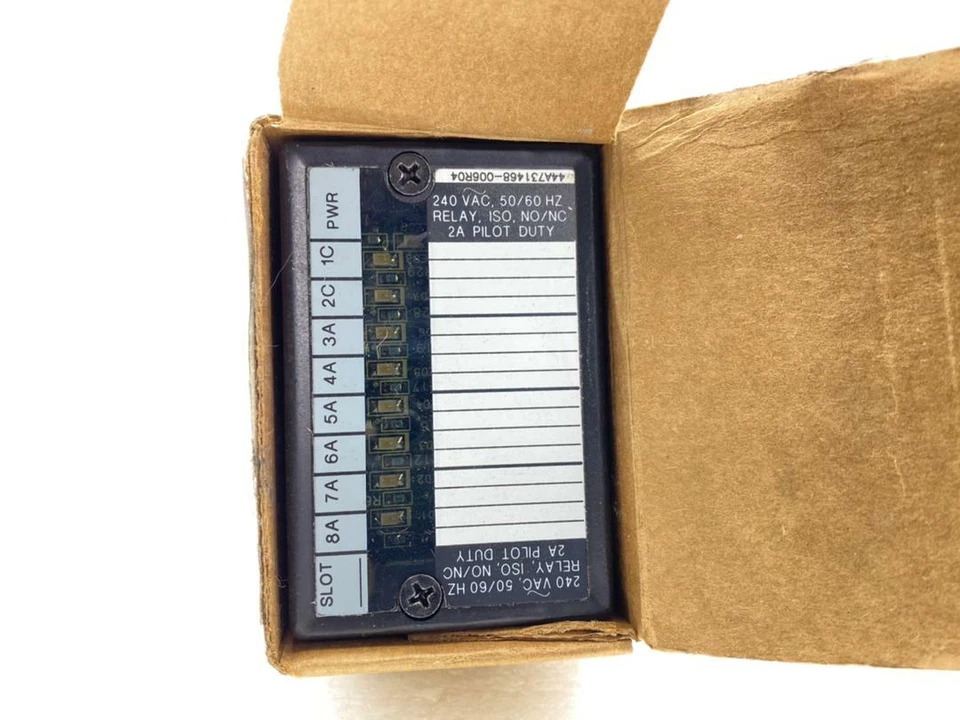 44A731468-006R04
240 VAC, 50/60 HZ
RELAY, ISO, NO/NC
2A PILOT DUTY
PWR
1C
2C
3A
4A
5A
6A
7A
8A
SLOT
240 VAC, 50/60 HZ
RELAY, ISO, NO/NC
2A PILOT DUTY